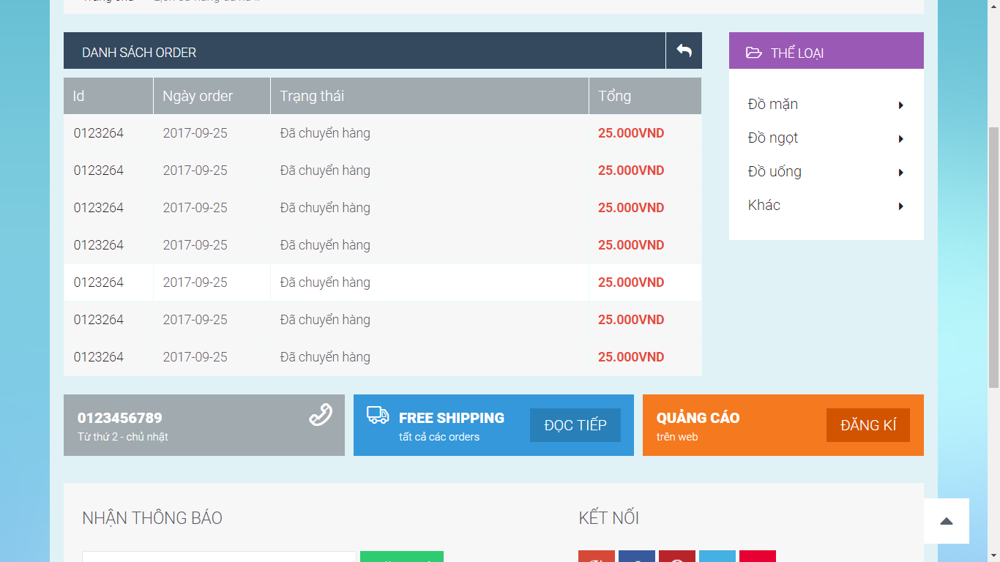 DANH SÁCH ORDER
THỂ LOẠI
Id Ngày order Trạng thái Tổng
0123264 2017-09-25 Đã chuyển hàng 25.000VND
0123264 2017-09-25 Đã chuyển hàng 25.000VND
0123264 2017-09-25 Đã chuyển hàng 25.000VND
0123264 2017-09-25 Đã chuyển hàng 25.000VND
0123264 2017-09-25 Đã chuyển hàng 25.000VND
0123264 2017-09-25 Đã chuyển hàng 25.000VND
0123264 2017-09-25 Đã chuyển hàng 25.000VND
Đồ mặn
Đồ ngọt
Đồ uống
Khác
0123456789
Từ thứ 2 - chủ nhật
FREE SHIPPING
tất cả các orders
ĐỌC TIẾP
QUẢNG CÁO
trên web
ĐĂNG KÍ
NHẬN THÔNG BÁO
KẾT NỐI